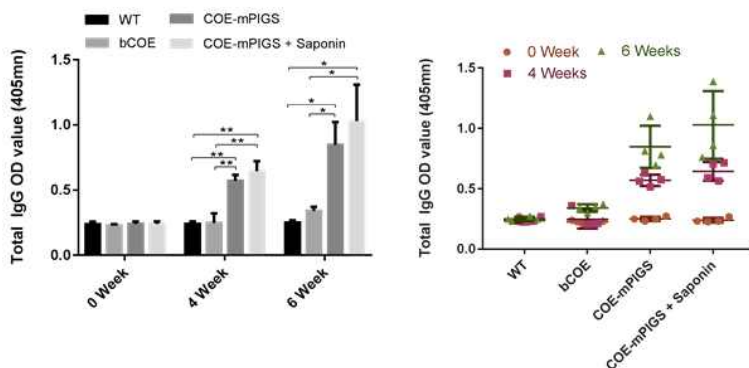 WT
COE-mPIGS
bCOE
COE-mPIGS + Saponin
Total IgG OD value (405mn)
1.5
1.0
0.5
0.0
*
*
*
*
**
**
**
**
0 Week
4 Week
6 Week
0 Week
6 Weeks
4 Weeks
Total IgG OD value (405mn)
1.5
1.0
0.5
0.0
WT
bCOE
COE-mPIGS
COE-mPIGS + Saponin